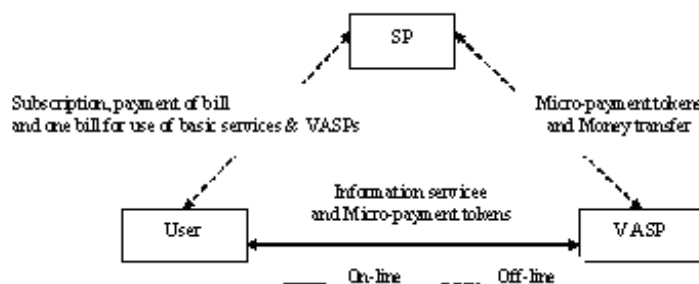 SP
Subscription, payment of bill
and one bill for use of basic services & VASPs
Micro-payment tokens
and Money transfer
Information servicee
and Micro-payment tokens
User
VASP
On-line
Off-line